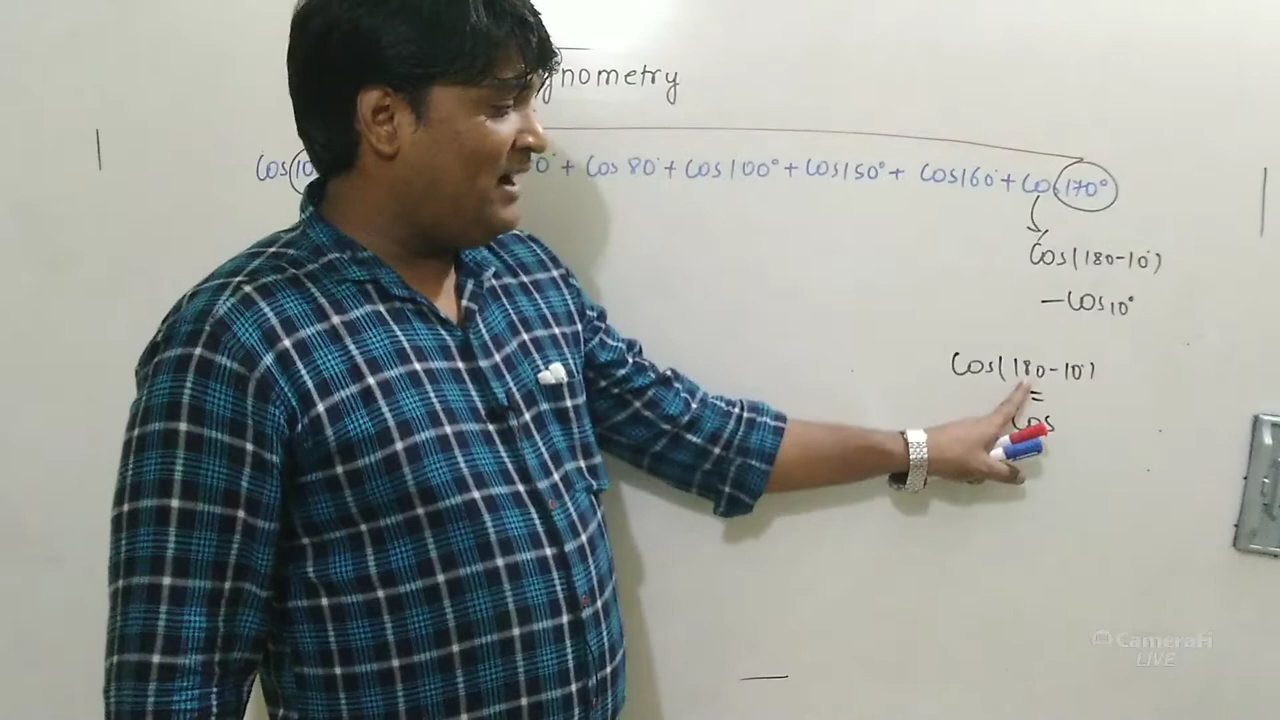 gnometry
Cos 10 0° + Cos 80° + Cos 100° + Cos 150° + Cos 160° + Co 170°
Cos(180-10°)
-Cos10°
Cos(180-10°)
=
Cos
CameraFi
LIVE